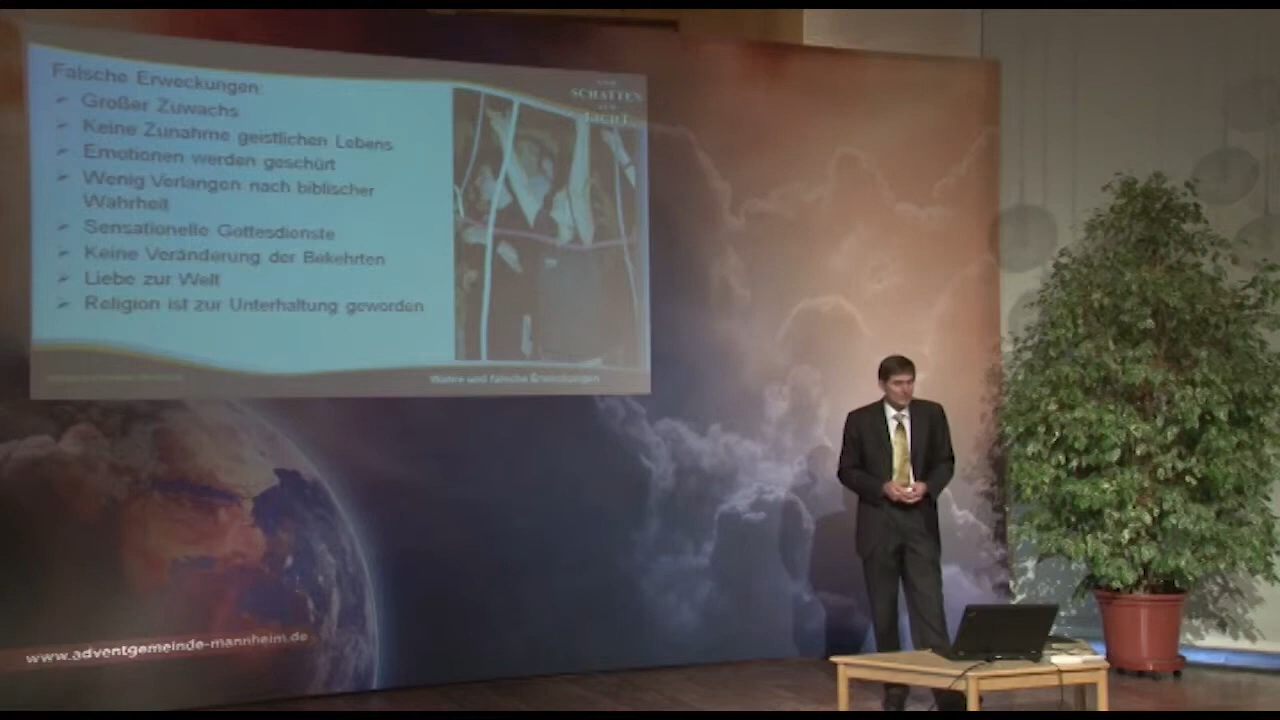 Falsche Erweckungen:
Großer Zuwachs
Keine Zunahme geistlichen Lebens
Emotionen werden geschürt
Wenig Verlangen nach biblischer
Wahrheit
Sensationelle Gottesdienste
Keine Veränderung der Bekehrten
Liebe zur Welt
Religion ist zur Unterhaltung geworden
SCHATTEN
LICHT
Wahre und falsche Erweckungen
www.adventgemeinde-mannheim.de